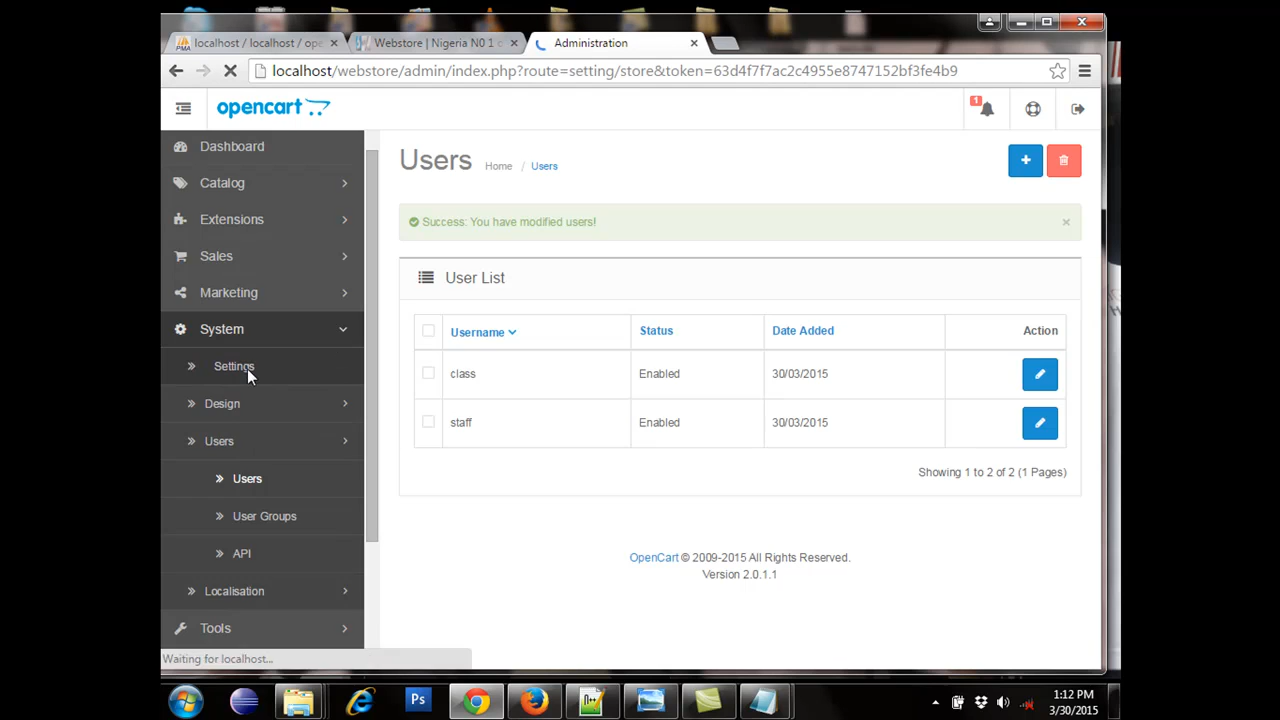 localhost / localhost / ope
Webstore | Nigeria N0 1 o
Administration
localhost/webstore/admin/index.php?route=setting/store&token=63d4f7f7ac2c4955e8747152bf3fe4b9
opencart
1
Dashboard
Catalog
Extensions
Sales
Marketing
System
Settings
Design
Users
Users
User Groups
API
Localisation
Tools
Waiting for localhost...
Users Home / Users
Success: You have modified users!
User List
Username Status Date Added Action
class Enabled 30/03/2015
staff Enabled 30/03/2015
Showing 1 to 2 of 2 (1 Pages)
OpenCart © 2009-2015 All Rights Reserved.
Version 2.0.1.1
Ps
1:12 PM
3/30/2015